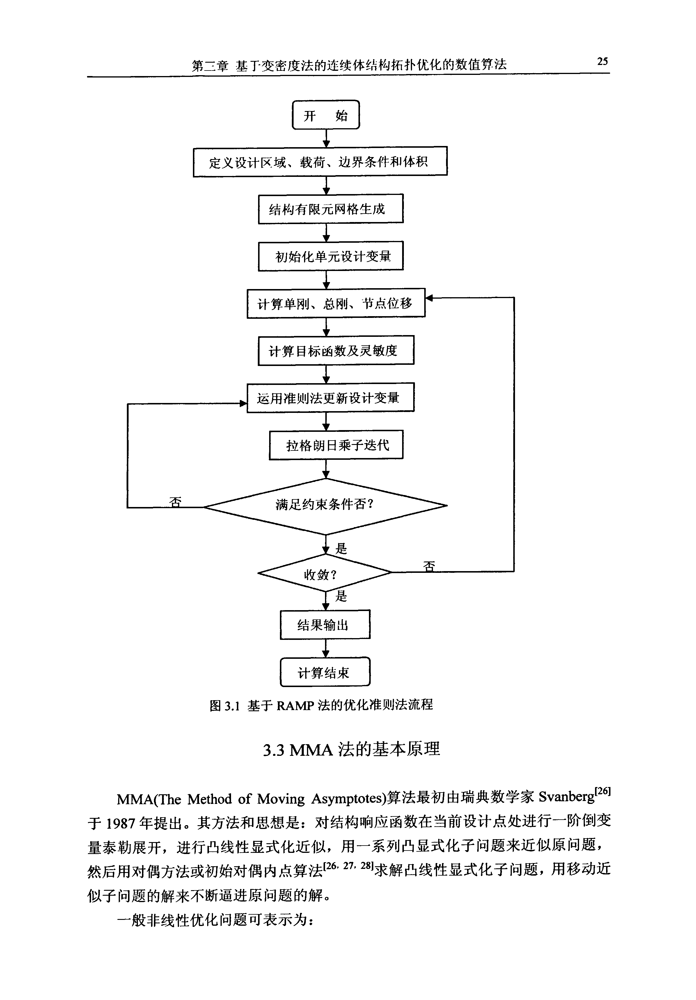 第三章 基于变密度法的连续体结构拓扑优化的数值算法 25
开 始
定义设计区域、载荷、边界条件和体积
结构有限元网格生成
初始化单元设计变量
计算单刚、总刚、节点位移
计算目标函数及灵敏度
运用准则法更新设计变量
拉格朗日乘子迭代
满足约束条件否？
否
是
收敛？
否
是
结果输出
计算结束
图 3.1 基于 RAMP 法的优化准则法流程
3.3 MMA 法的基本原理
MMA(The Method of Moving Asymptotes)算法最初由瑞典数学家 Svanberg[26]
于 1987 年提出。其方法和思想是：对结构响应函数在当前设计点处进行一阶倒变
量泰勒展开，进行凸线性显式化近似，用一系列凸显式化子问题来近似原问题，
然后用对偶方法或初始对偶内点算法[26, 27, 28]求解凸线性显式化子问题，用移动近
似子问题的解来不断逼进原问题的解。
一般非线性优化问题可表示为：